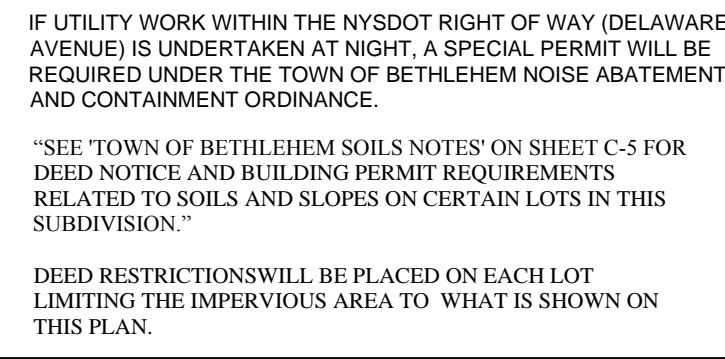 IF UTILITY WORK WITHIN THE NYSDOT RIGHT OF WAY (DELAWARE
AVENUE) IS UNDERTAKEN AT NIGHT, A SPECIAL PERMIT WILL BE
REQUIRED UNDER THE TOWN OF BETHLEHEM NOISE ABATEMENT
AND CONTAINMENT ORDINANCE.
“SEE 'TOWN OF BETHLEHEM SOILS NOTES' ON SHEET C-5 FOR
DEED NOTICE AND BUILDING PERMIT REQUIREMENTS
RELATED TO SOILS AND SLOPES ON CERTAIN LOTS IN THIS
SUBDIVISION.”
DEED RESTRICTIONSWILL BE PLACED ON EACH LOT
LIMITING THE IMPERVIOUS AREA TO  WHAT IS SHOWN ON
THIS PLAN.